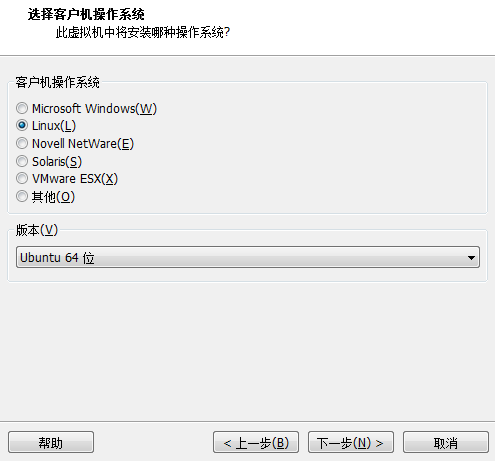 选择客户机操作系统
此虚拟机中将安装哪种操作系统?
客户机操作系统
Microsoft Windows(W)
Linux(L)
Novell NetWare(E)
Solaris(S)
VMware ESX(X)
其他(O)
版本(V)
Ubuntu 64 位
帮助
< 上一步(B)
下一步(N) >
取消